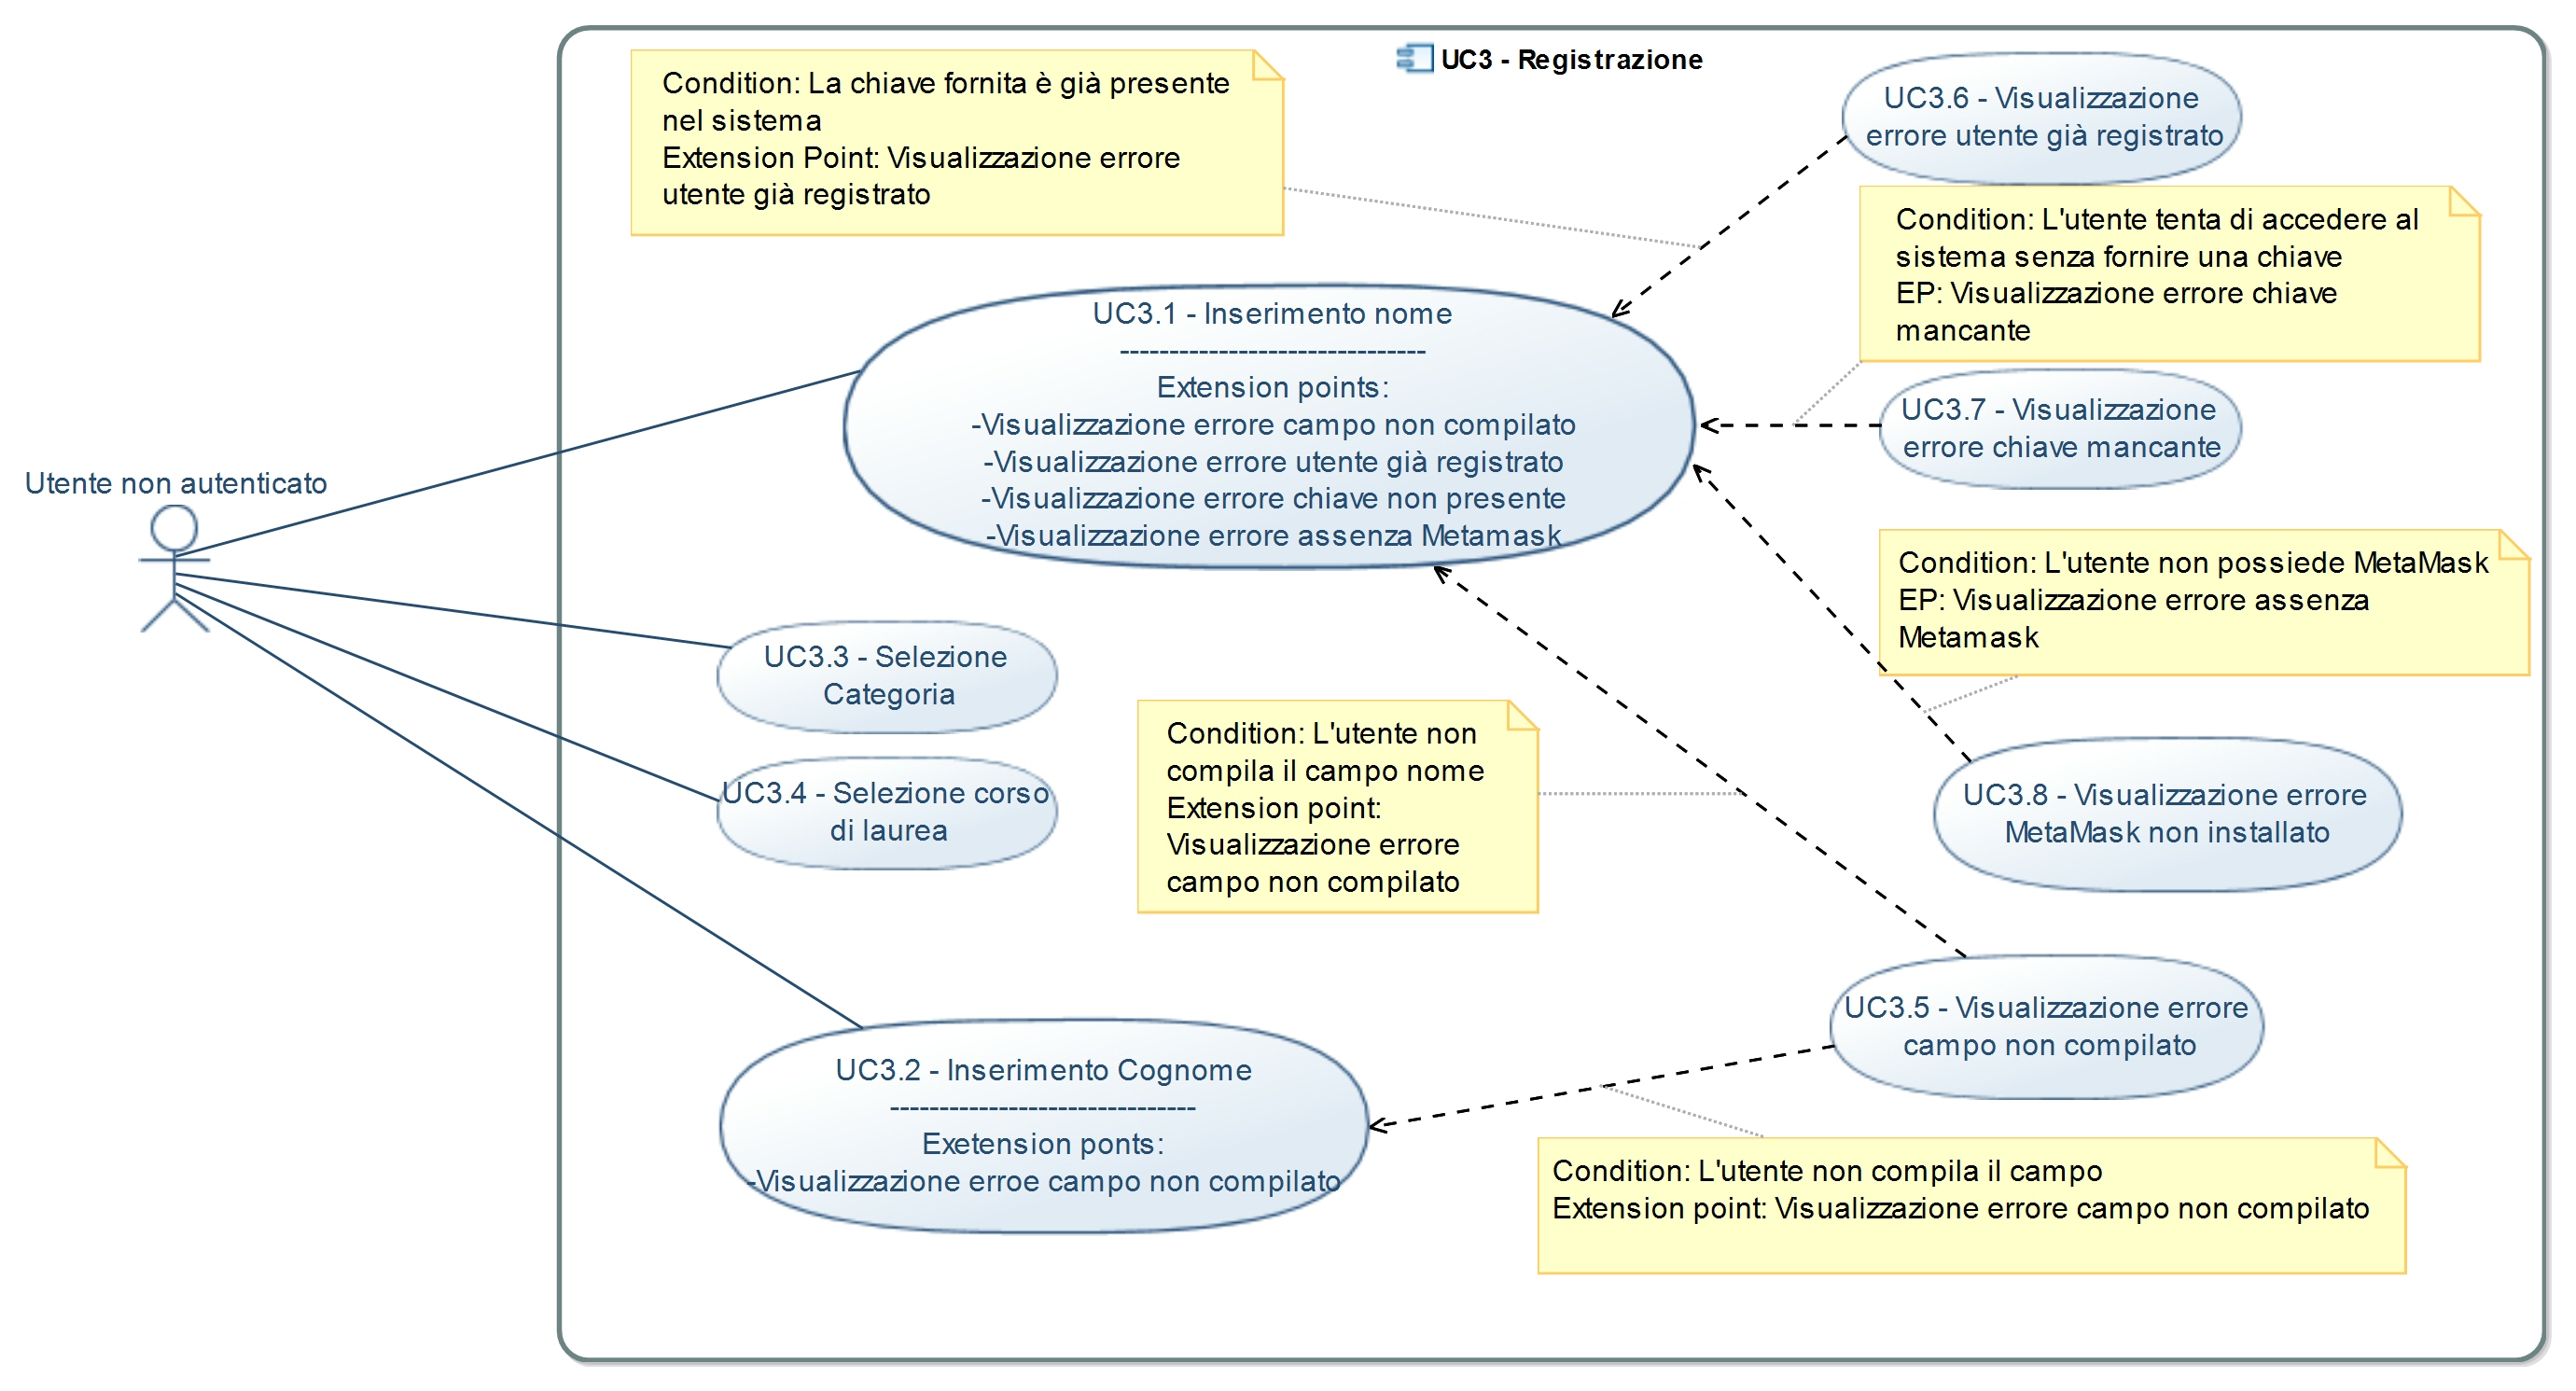 UC3 - Registrazione
Condition: La chiave fornita è già presente
nel sistema
Extension Point: Visualizzazione errore
utente già registrato
UC3.6 - Visualizzazione
errore utente già registrato
Condition: L'utente tenta di accedere al
sistema senza fornire una chiave
EP: Visualizzazione errore chiave
mancante
UC3.1 - Inserimento nome
-------------------------------
Extension points:
-Visualizzazione errore campo non compilato
-Visualizzazione errore utente già registrato
-Visualizzazione errore chiave non presente
-Visualizzazione errore assenza Metamask
UC3.7 - Visualizzazione
errore chiave mancante
Utente non autenticato
Condition: L'utente non possiede MetaMask
EP: Visualizzazione errore assenza
Metamask
UC3.3 - Selezione
Categoria
Condition: L'utente non
compila il campo nome
Extension point:
Visualizzazione errore
campo non compilato
UC3.4 - Selezione corso
di laurea
UC3.8 - Visualizzazione errore
MetaMask non installato
UC3.5 - Visualizzazione errore
campo non compilato
UC3.2 - Inserimento Cognome
-------------------------------
Exetension ponts:
-Visualizzazione erroe campo non compilato
Condition: L'utente non compila il campo
Extension point: Visualizzazione errore campo non compilato